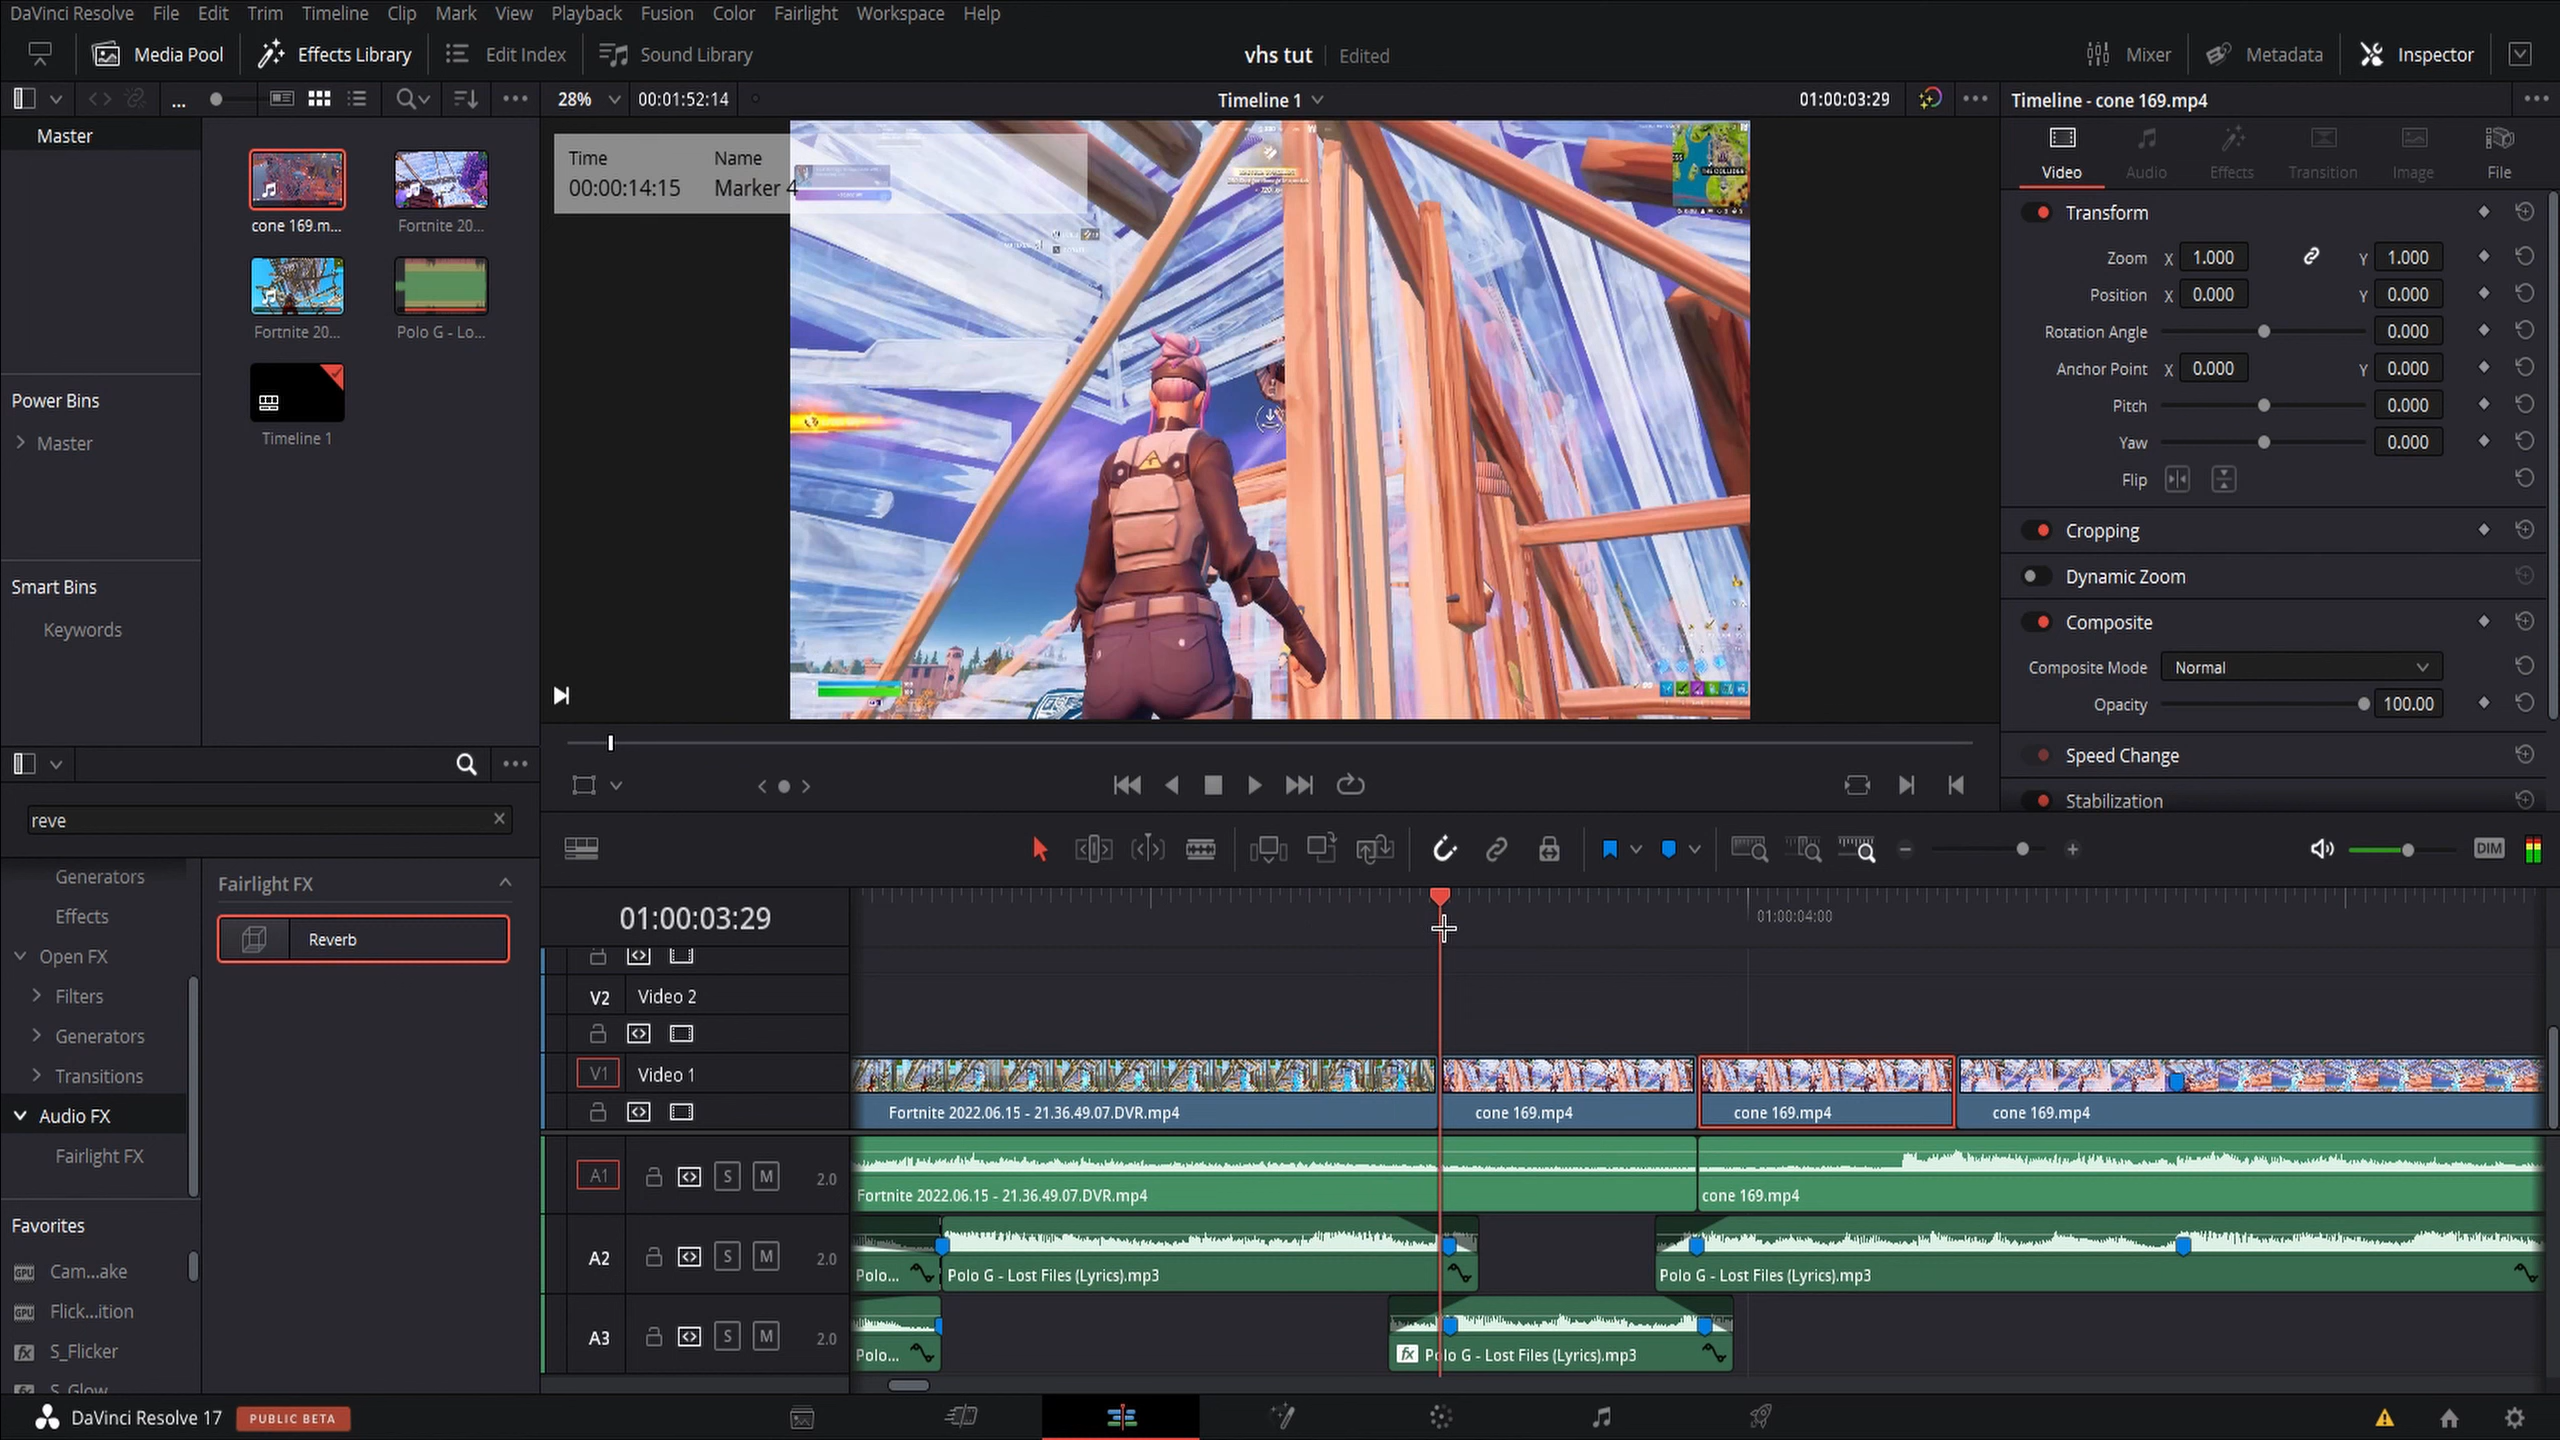 DaVinci Resolve File Edit Trim Timeline Clip Mark View Playback Fusion Color Fairlight Workspace Help
Media Pool Effects Library Edit Index Sound Library vhs tut Edited Mixer Metadata Inspector
... 28% 00:01:52:14 Timeline 1 01:00:03:29 Timeline - cone 169.mp4
Master
cone 169.m...
Fortnite 20...
Fortnite 20...
Polo G - Lo...
Timeline 1
Power Bins
Master
Smart Bins
Keywords
Time Name
00:00:14:15 Marker 4
THE COLLIDER
Video Audio Effects Transition Image File
Transform
Zoom X 1.000 Y 1.000
Position X 0.000 Y 0.000
Rotation Angle 0.000
Anchor Point X 0.000 Y 0.000
Pitch 0.000
Yaw 0.000
Flip
Cropping
Dynamic Zoom
Composite
Composite Mode Normal
Opacity 100.00
Speed Change
Stabilization
reve
Generators
Effects
Open FX
Filters
Generators
Transitions
Audio FX
Fairlight FX
Favorites
Cam...ake
Flick...ition
S_Flicker
S_Glow
Fairlight FX
Reverb
DIM
01:00:03:29
01:00:04:00
V2 Video 2
V1 Video 1
Fortnite 2022.06.15 - 21.36.49.07.DVR.mp4 cone 169.mp4 cone 169.mp4 cone 169.mp4
A1 S M 2.0
Fortnite 2022.06.15 - 21.36.49.07.DVR.mp4 cone 169.mp4
A2 S M 2.0
Polo... Polo G - Lost Files (Lyrics).mp3 Polo G - Lost Files (Lyrics).mp3
A3 S M 2.0
Polo... fx Polo G - Lost Files (Lyrics).mp3
DaVinci Resolve 17 PUBLIC BETA